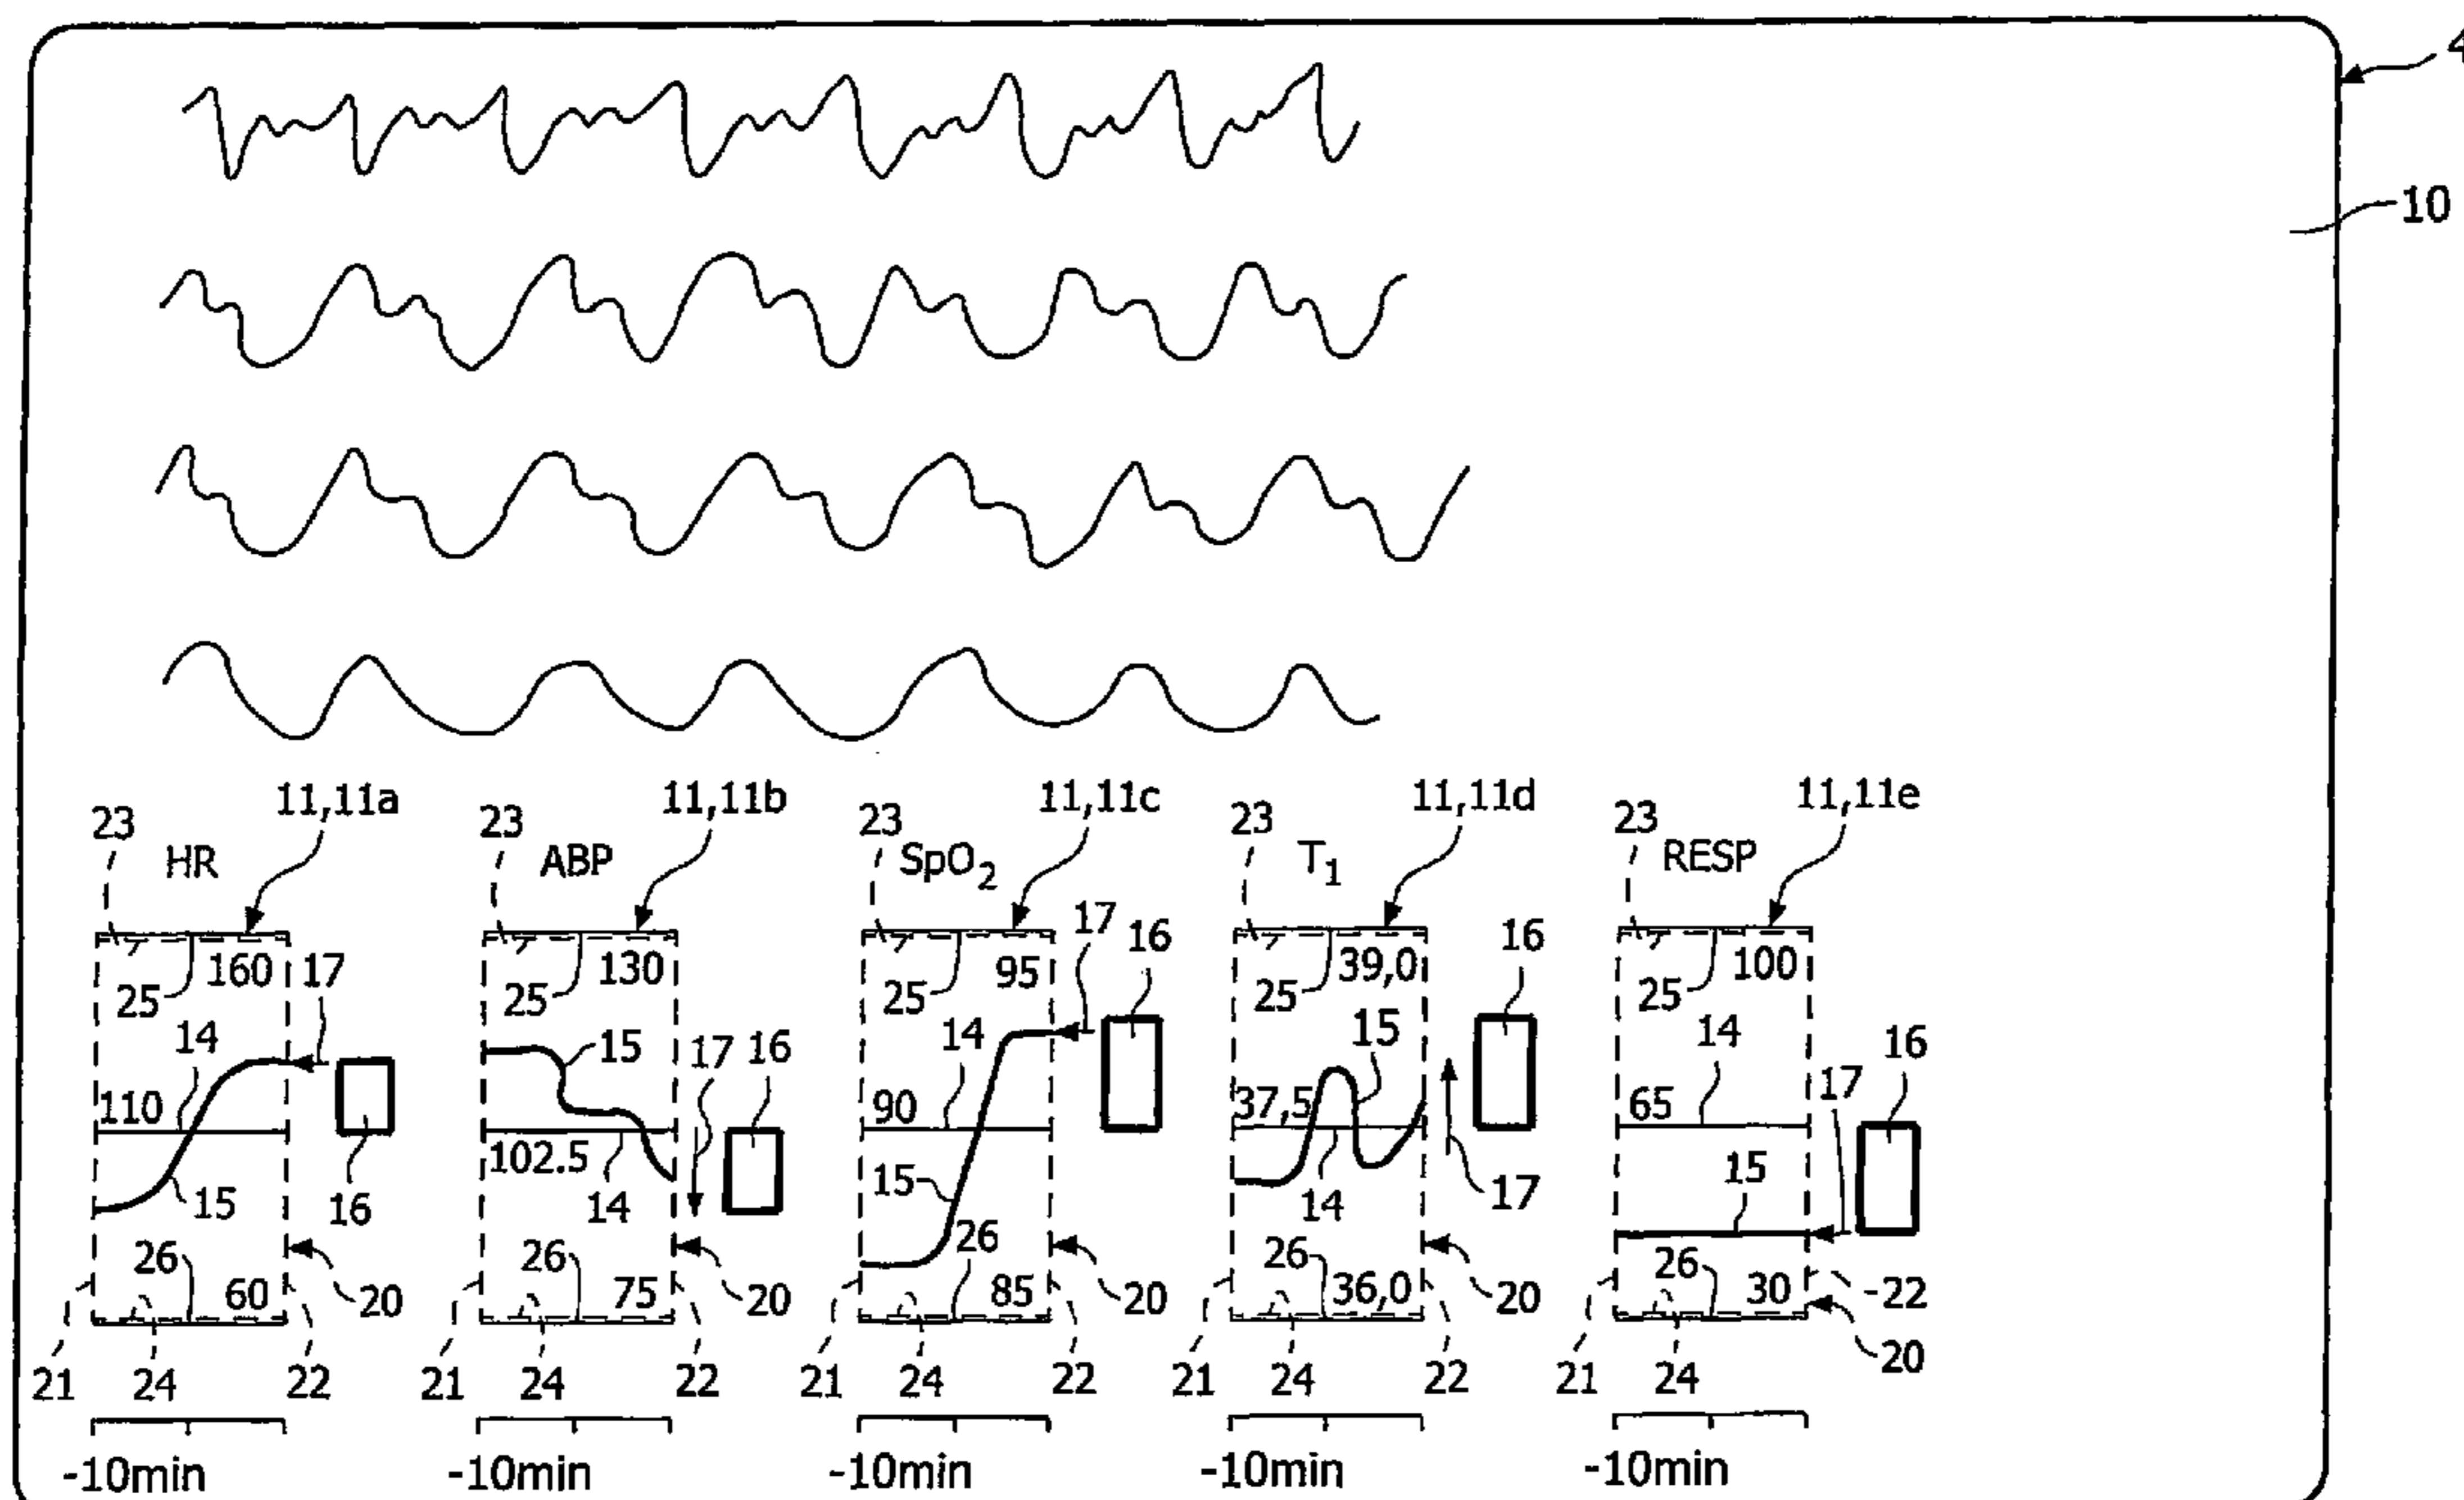 4
10
11,11a 11,11b 11,11c 11,11d 11,11e
23 23 23 23 23
HR ABP SpO₂ T₁ RESP
17 16 16
160 17 130 95 39,0 100
25 25 25 25 25
14 15 17 16 14 15 14 16
110 90 37,5 65 17
102.5
15 16 14 15 14 17 15
26 26 26 26 26
60 20 75 20 85 20 36,0 20 30 22
20
21 24 22 21 24 22 21 24 22 21 24 22 21 24
-10min -10min -10min -10min -10min